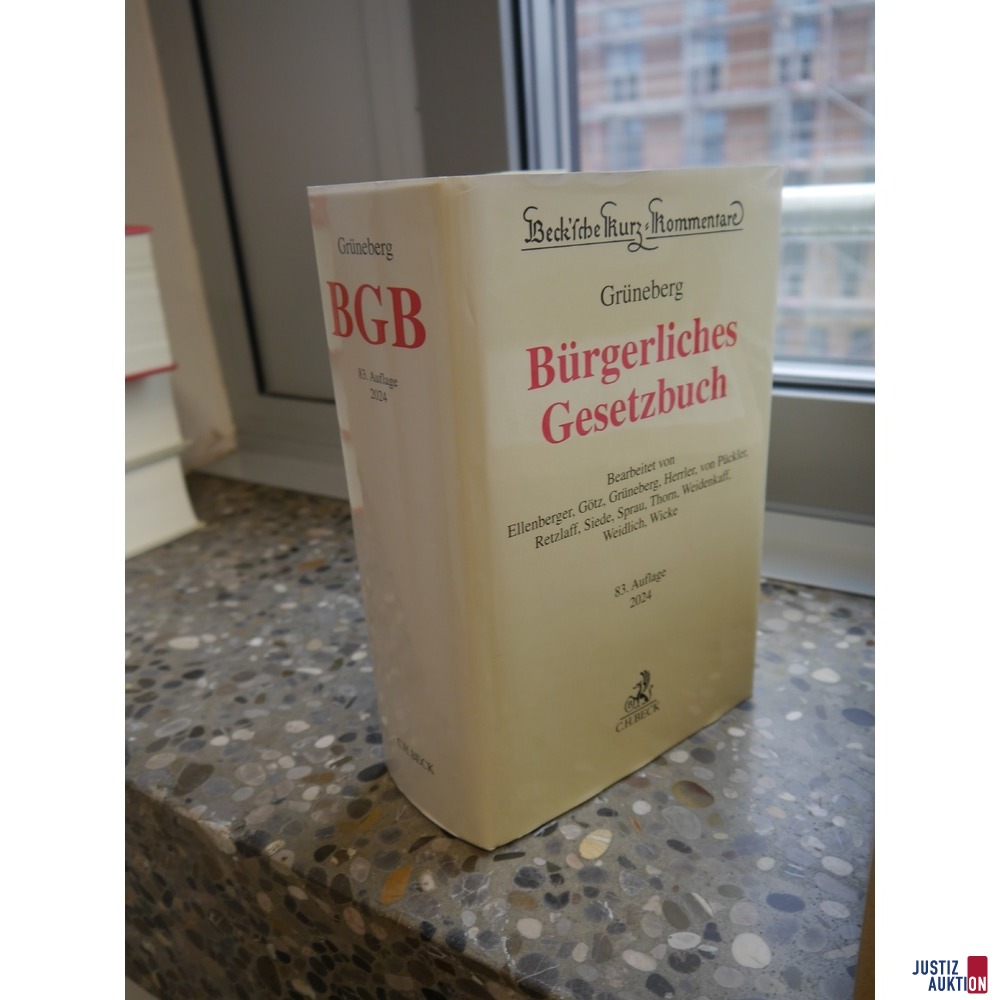 Grüneberg
BGB
83. Auflage
2024
C.H.BECK
Beck'sche Kurz-Kommentare
Grüneberg
Bürgerliches
Gesetzbuch
Bearbeitet von
Ellenberger, Götz, Grüneberg, Herrler, von Pückler,
Retzlaff, Siede, Sprau, Thorn, Weidenkaff,
Weidlich, Wicke
83. Auflage
2024
C.H.BECK
JUSTIZ
AUKTION